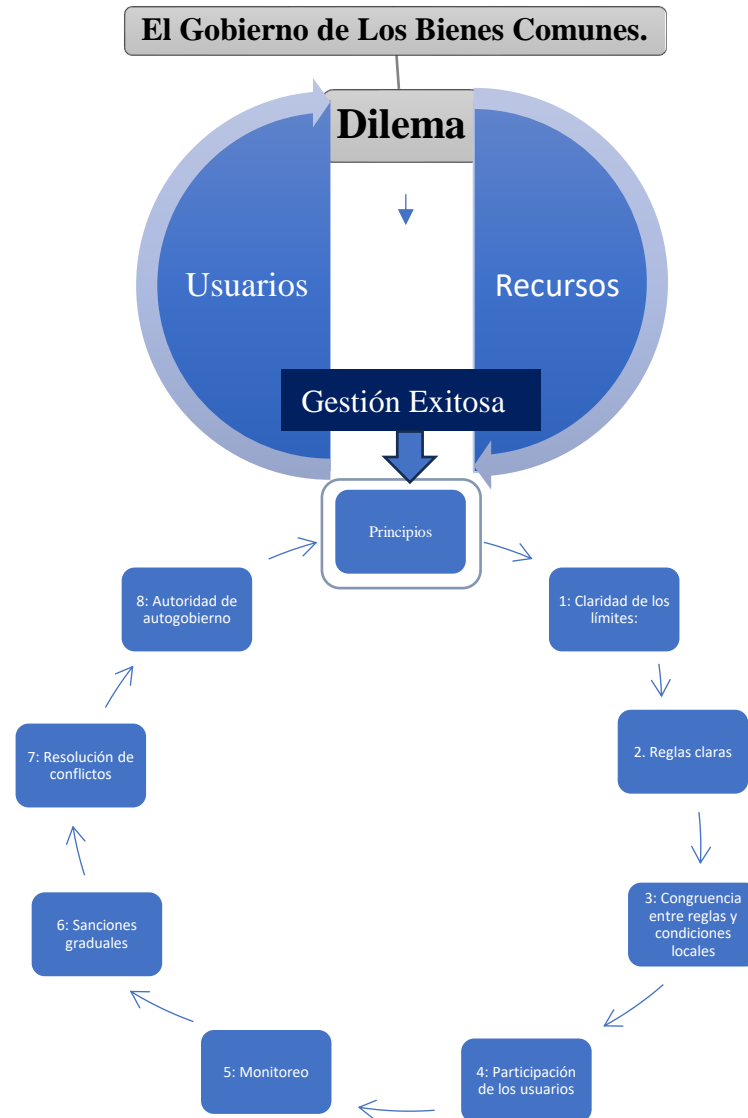 El Gobierno de Los Bienes Comunes.
Dilema
Usuarios
Recursos
Gestión Exitosa
Principios
1: Claridad de los
límites:
2. Reglas claras
3: Congruencia
entre reglas y
condiciones
locales
4: Participación
de los usuarios
5: Monitoreo
6: Sanciones
graduales
7: Resolución de
conflictos
8: Autoridad de
autogobierno